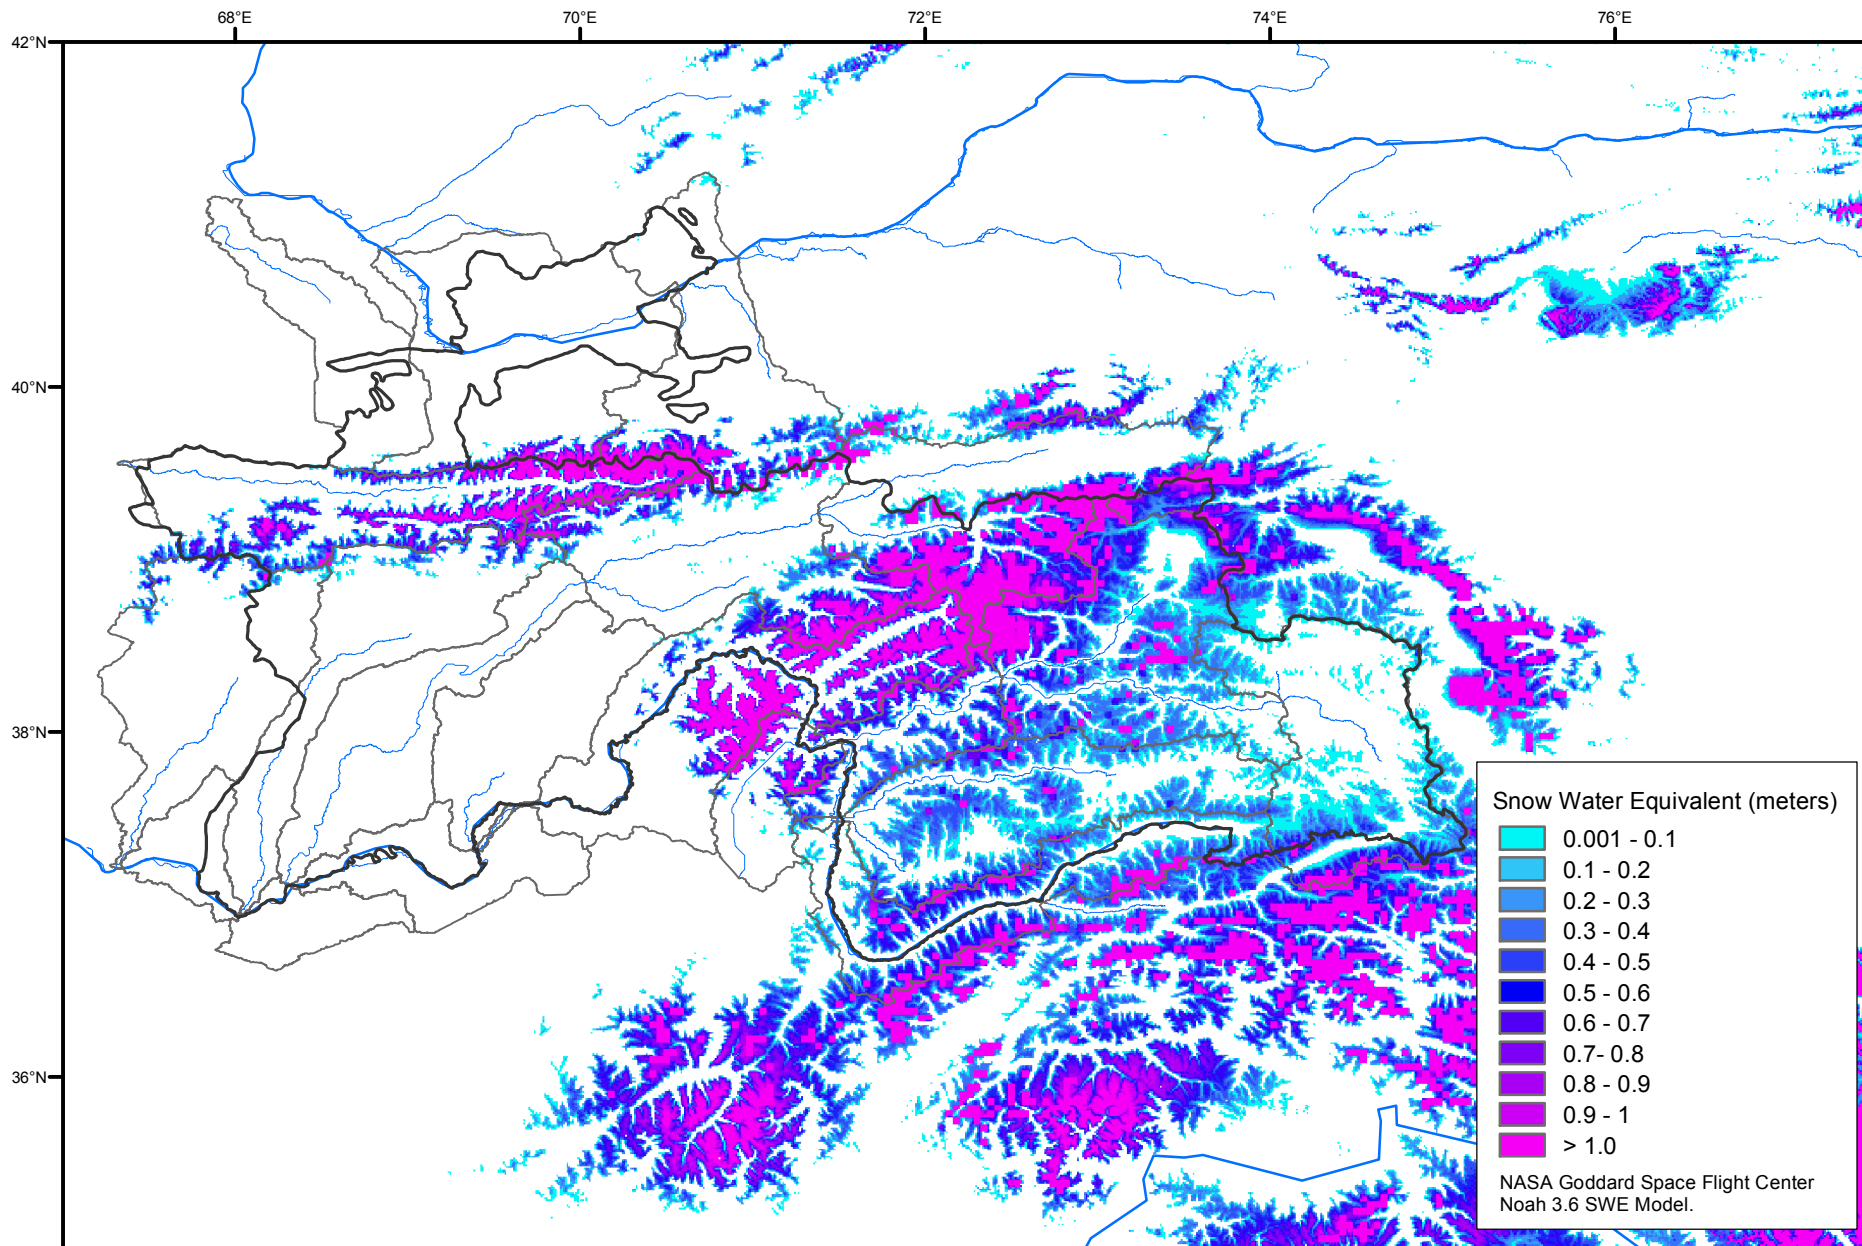 68°E 70°E 72°E 74°E 76°E
42°N
40°N
38°N
36°N
Snow Water Equivalent (meters)
0.001 - 0.1
0.1 - 0.2
0.2 - 0.3
0.3 - 0.4
0.4 - 0.5
0.5 - 0.6
0.6 - 0.7
0.7- 0.8
0.8 - 0.9
0.9 - 1
> 1.0
NASA Goddard Space Flight Center
Noah 3.6 SWE Model.